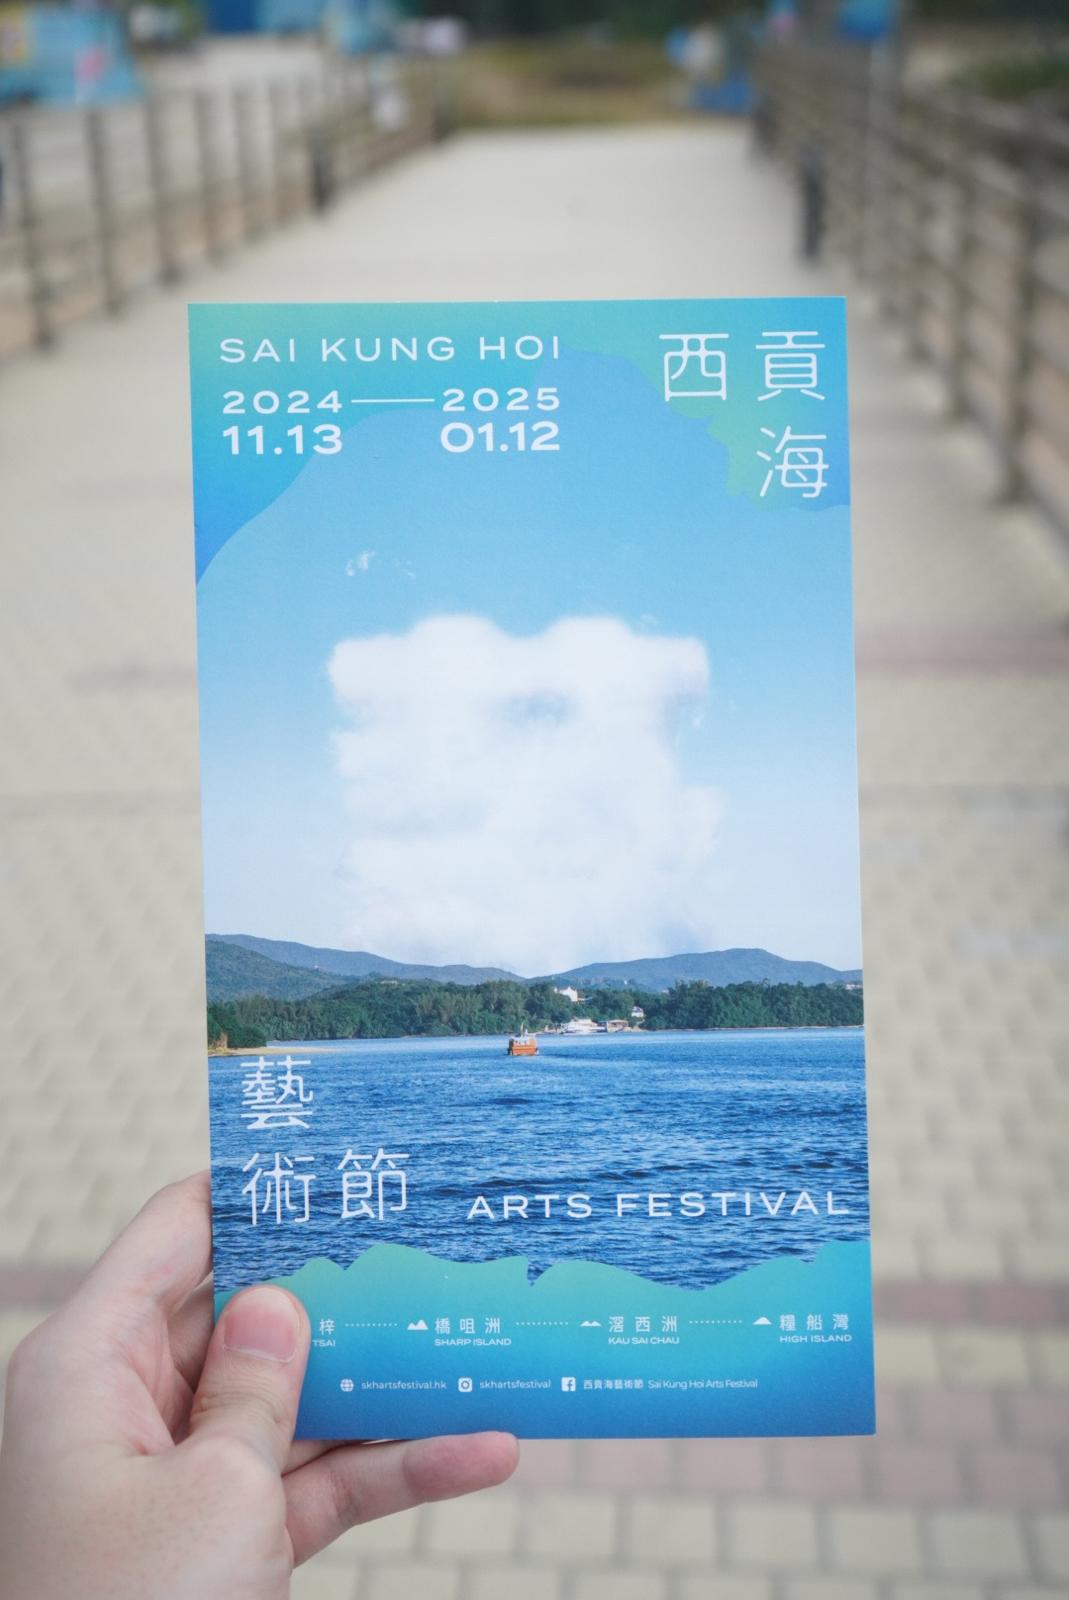 SAI KUNG HOI
2024 —— 2025
11.13 01.12
西貢
海
藝
術節
ARTS FESTIVAL
梓 橋咀洲 滘西洲 糧船灣
TSAI SHARP ISLAND KAU SAI CHAU HIGH ISLAND
skhartsfestival.hk skhartsfestival 西貢海藝術節 Sai Kung Hoi Arts Festival